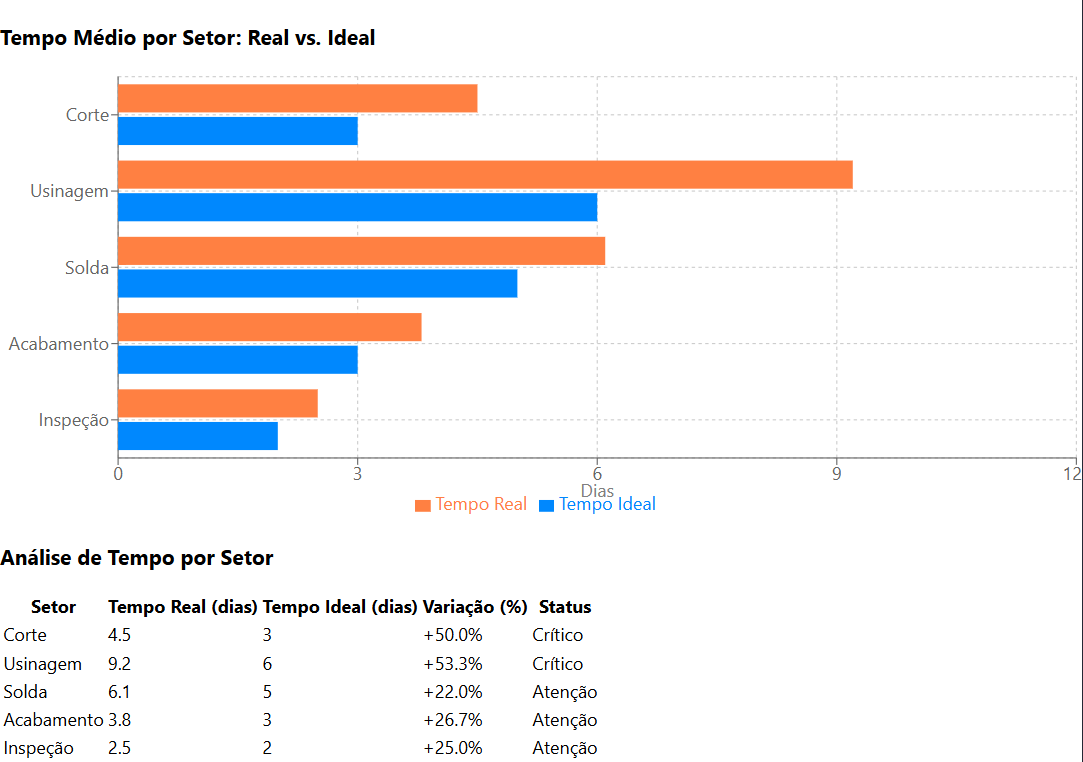 Tempo Médio por Setor: Real vs. Ideal
Corte
Usinagem
Solda
Acabamento
Inspeção
0 3 6 9 12
Dias
Tempo Real Tempo Ideal
Análise de Tempo por Setor
Setor Tempo Real (dias) Tempo Ideal (dias) Variação (%) Status
Corte 4.5 3 +50.0% Crítico
Usinagem 9.2 6 +53.3% Crítico
Solda 6.1 5 +22.0% Atenção
Acabamento 3.8 3 +26.7% Atenção
Inspeção 2.5 2 +25.0% Atenção